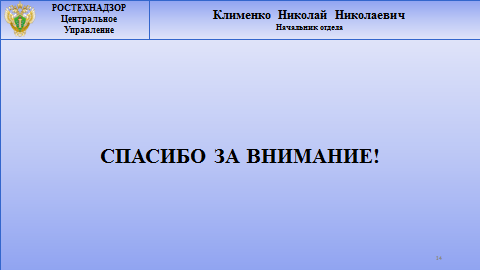 РОСТЕХНАДЗОР
Центральное
Управление
Клименко Николай Николаевич
Начальник отдела
СПАСИБО ЗА ВНИМАНИЕ!